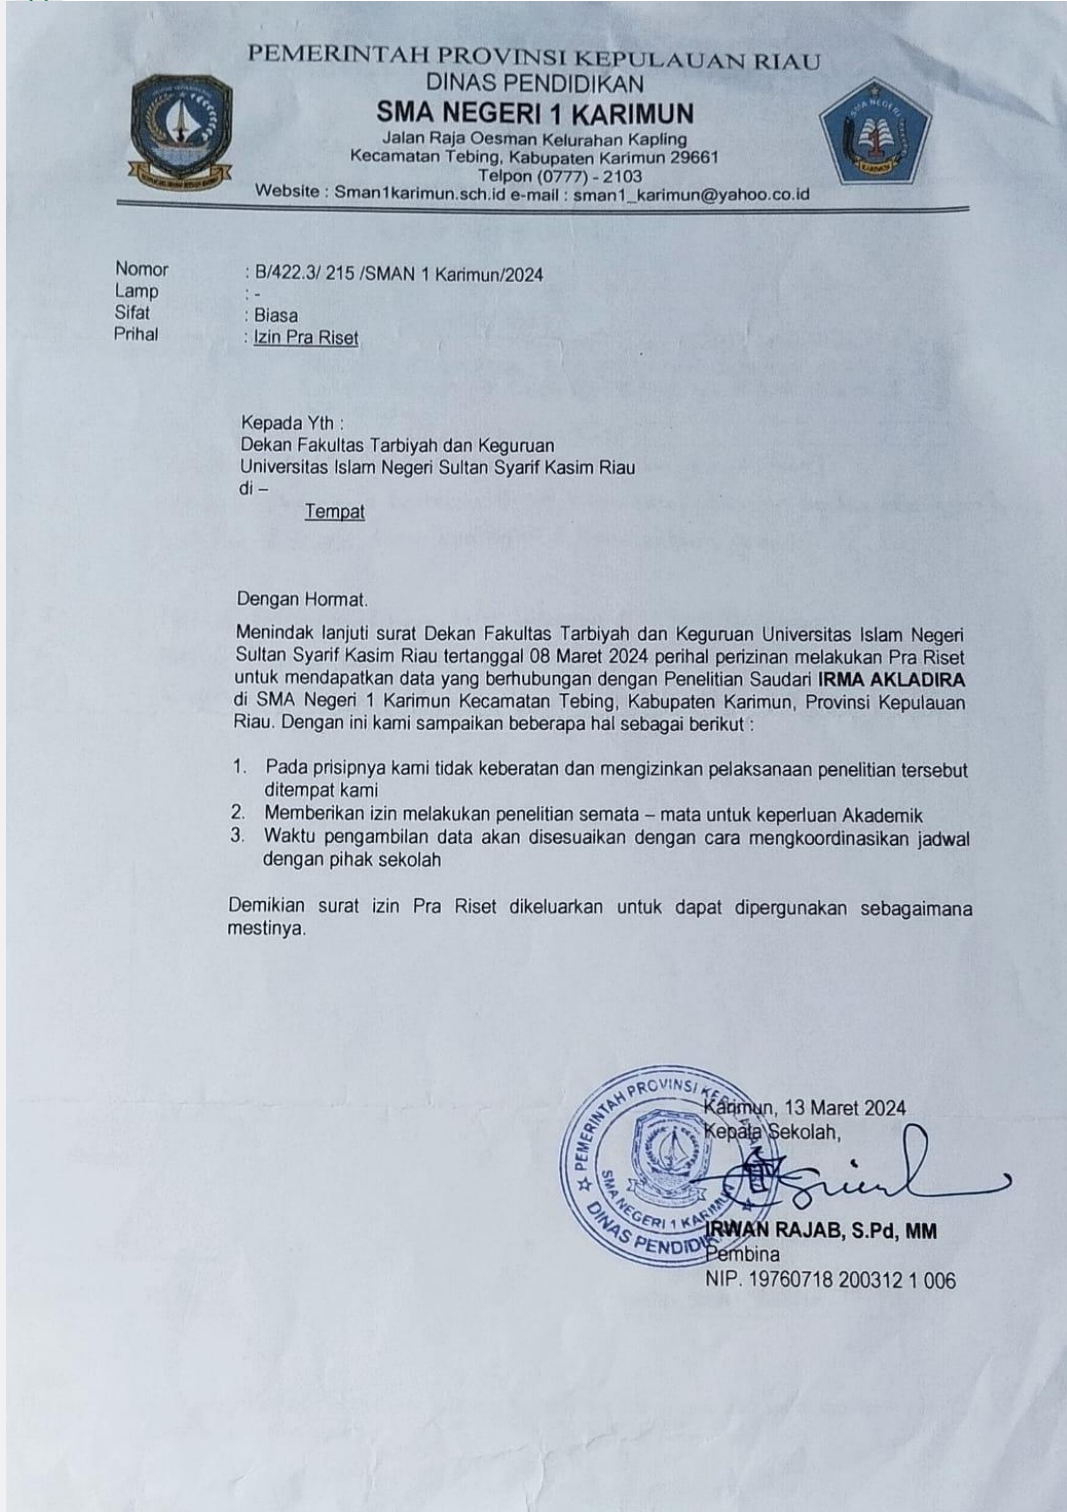 PEMERINTAH PROVINSI KEPULAUAN RIAU
DINAS PENDIDIKAN
SMA NEGERI 1 KARIMUN
Jalan Raja Oesman Kelurahan Kapling
Kecamatan Tebing, Kabupaten Karimun 29661
Telpon (0777) - 2103
Website : Sman1karimun.sch.id e-mail : sman1_karimun@yahoo.co.id
SMA NEGERI
1
KARIMUN
Nomor : B/422.3/ 215 /SMAN 1 Karimun/2024
Lamp : -
Sifat : Biasa
Prihal : Izin Pra Riset
Kepada Yth :
Dekan Fakultas Tarbiyah dan Keguruan
Universitas Islam Negeri Sultan Syarif Kasim Riau
di –
Tempat
Dengan Hormat.
Menindak lanjuti surat Dekan Fakultas Tarbiyah dan Keguruan Universitas Islam Negeri
Sultan Syarif Kasim Riau tertanggal 08 Maret 2024 perihal perizinan melakukan Pra Riset
untuk mendapatkan data yang berhubungan dengan Penelitian Saudari IRMA AKLADIRA
di SMA Negeri 1 Karimun Kecamatan Tebing, Kabupaten Karimun, Provinsi Kepulauan
Riau. Dengan ini kami sampaikan beberapa hal sebagai berikut :
1. Pada prisipnya kami tidak keberatan dan mengizinkan pelaksanaan penelitian tersebut
ditempat kami
2. Memberikan izin melakukan penelitian semata – mata untuk keperluan Akademik
3. Waktu pengambilan data akan disesuaikan dengan cara mengkoordinasikan jadwal
dengan pihak sekolah
Demikian surat izin Pra Riset dikeluarkan untuk dapat dipergunakan sebagaimana
mestinya.
Karimun, 13 Maret 2024
Kepala Sekolah,
PEMERINTAH PROVINSI KEPULAUAN
SMA NEGERI 1 KARIMUN
DINAS PENDIDIKAN
IRWAN RAJAB, S.Pd, MM
Pembina
NIP. 19760718 200312 1 006